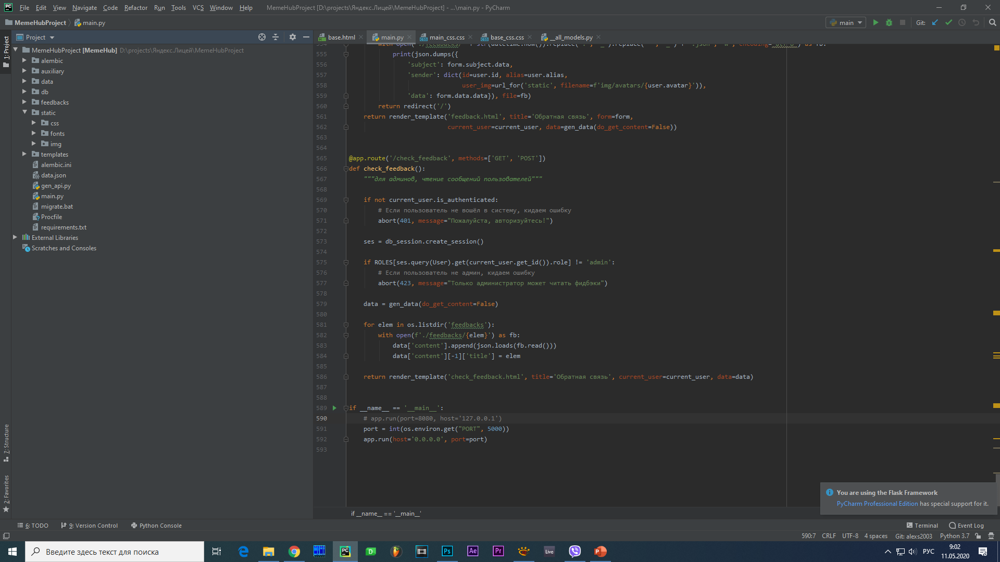 PC File Edit View Navigate Code Refactor Run Tools VCS Window Help MemeHubProject [D:\projects\Яндекс.Лицей\MemeHubProject] - ...\main.py - PyCharm
MemeHubProject main.py main Git:
1: Project
7: Structure
2: Favorites
Project
MemeHubProject [MemeHub] D:\projects\Яндекс.Лицей\MemeHubProject
alembic
auxiliary
data
db
feedbacks
static
css
fonts
img
templates
alembic.ini
data.json
gen_api.py
main.py
migrate.bat
Procfile
requirements.txt
External Libraries
Scratches and Consoles
base.html main.py main_css.css base_css.css __all_models.py
555 print(json.dumps({
556 'subject': form.subject.data,
557 'sender': dict(id=user.id, alias=user.alias,
558 user_img=url_for('static', filename=f'img/avatars/{user.avatar}')),
559 'data': form.data.data}), file=fb)
560 return redirect('/')
561 return render_template('feedback.html', title='Обратная связь', form=form,
562 current_user=current_user, data=gen_data(do_get_content=False))
563
564
565 @app.route('/check_feedback', methods=['GET', 'POST'])
566 def check_feedback():
567 """для админов, чтение сообщений пользователей"""
568
569 if not current_user.is_authenticated:
570 # Если пользователь не вошёл в систему, кидаем ошибку
571 abort(401, message="Пожалуйста, авторизуйтесь!")
572
573 ses = db_session.create_session()
574
575 if ROLES[ses.query(User).get(current_user.get_id()).role] != 'admin':
576 # Если пользователь не админ, кидаем ошибку
577 abort(423, message="Только администратор может читать фидбэки")
578
579 data = gen_data(do_get_content=False)
580
581 for elem in os.listdir('feedbacks'):
582 with open(f'./feedbacks/{elem}') as fb:
583 data['content'].append(json.loads(fb.read()))
584 data['content'][-1]['title'] = elem
585
586 return render_template('check_feedback.html', title='Обратная связь', current_user=current_user, data=data)
587
588
589 if __name__ == '__main__':
590 # app.run(port=8080, host='127.0.0.1')
591 port = int(os.environ.get("PORT", 5000))
592 app.run(host='0.0.0.0', port=port)
593
You are using the Flask Framework
PyCharm Professional Edition has special support for it.
if __name__ == '__main__'
6: TODO 9: Version Control Python Console Terminal Event Log
590:7 CRLF UTF-8 4 spaces Git: alexs2003 Python 3.7
Введите здесь текст для поиска
PC D Ps Ae Pr Live P РУС
9:02
11.05.2020